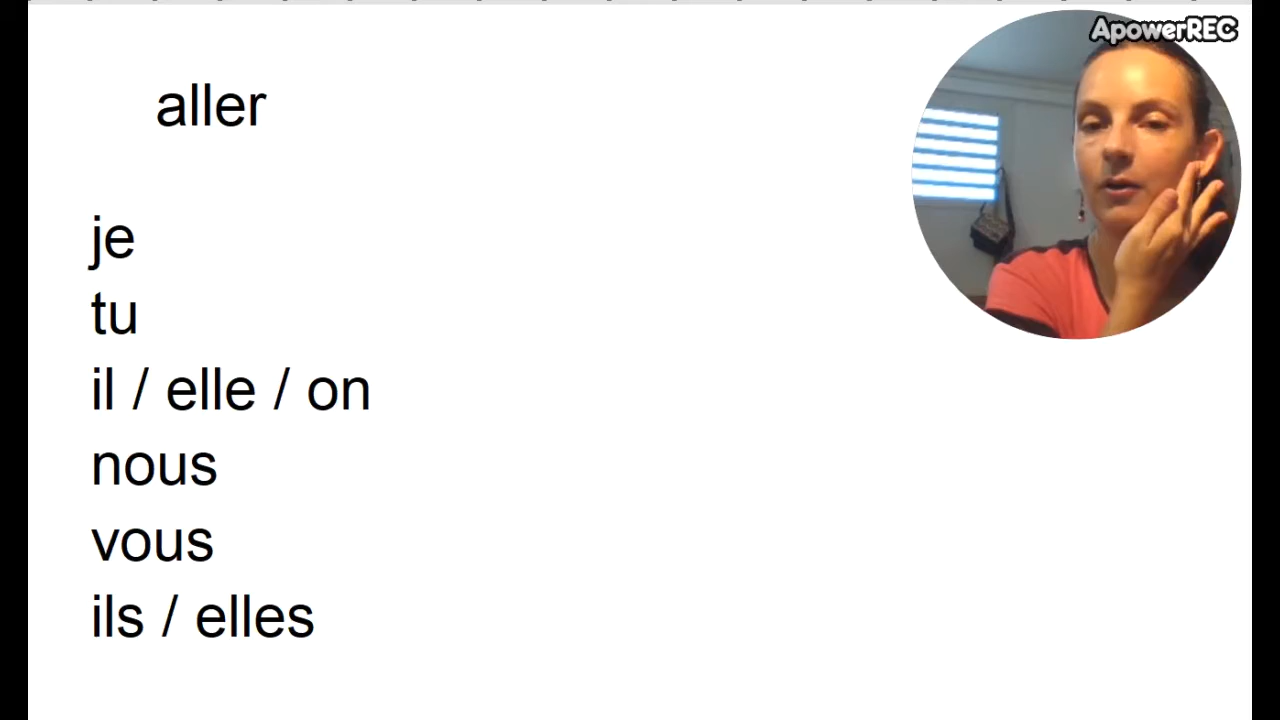 ApowerREC
aller
je
tu
il / elle / on
nous
vous
ils / elles